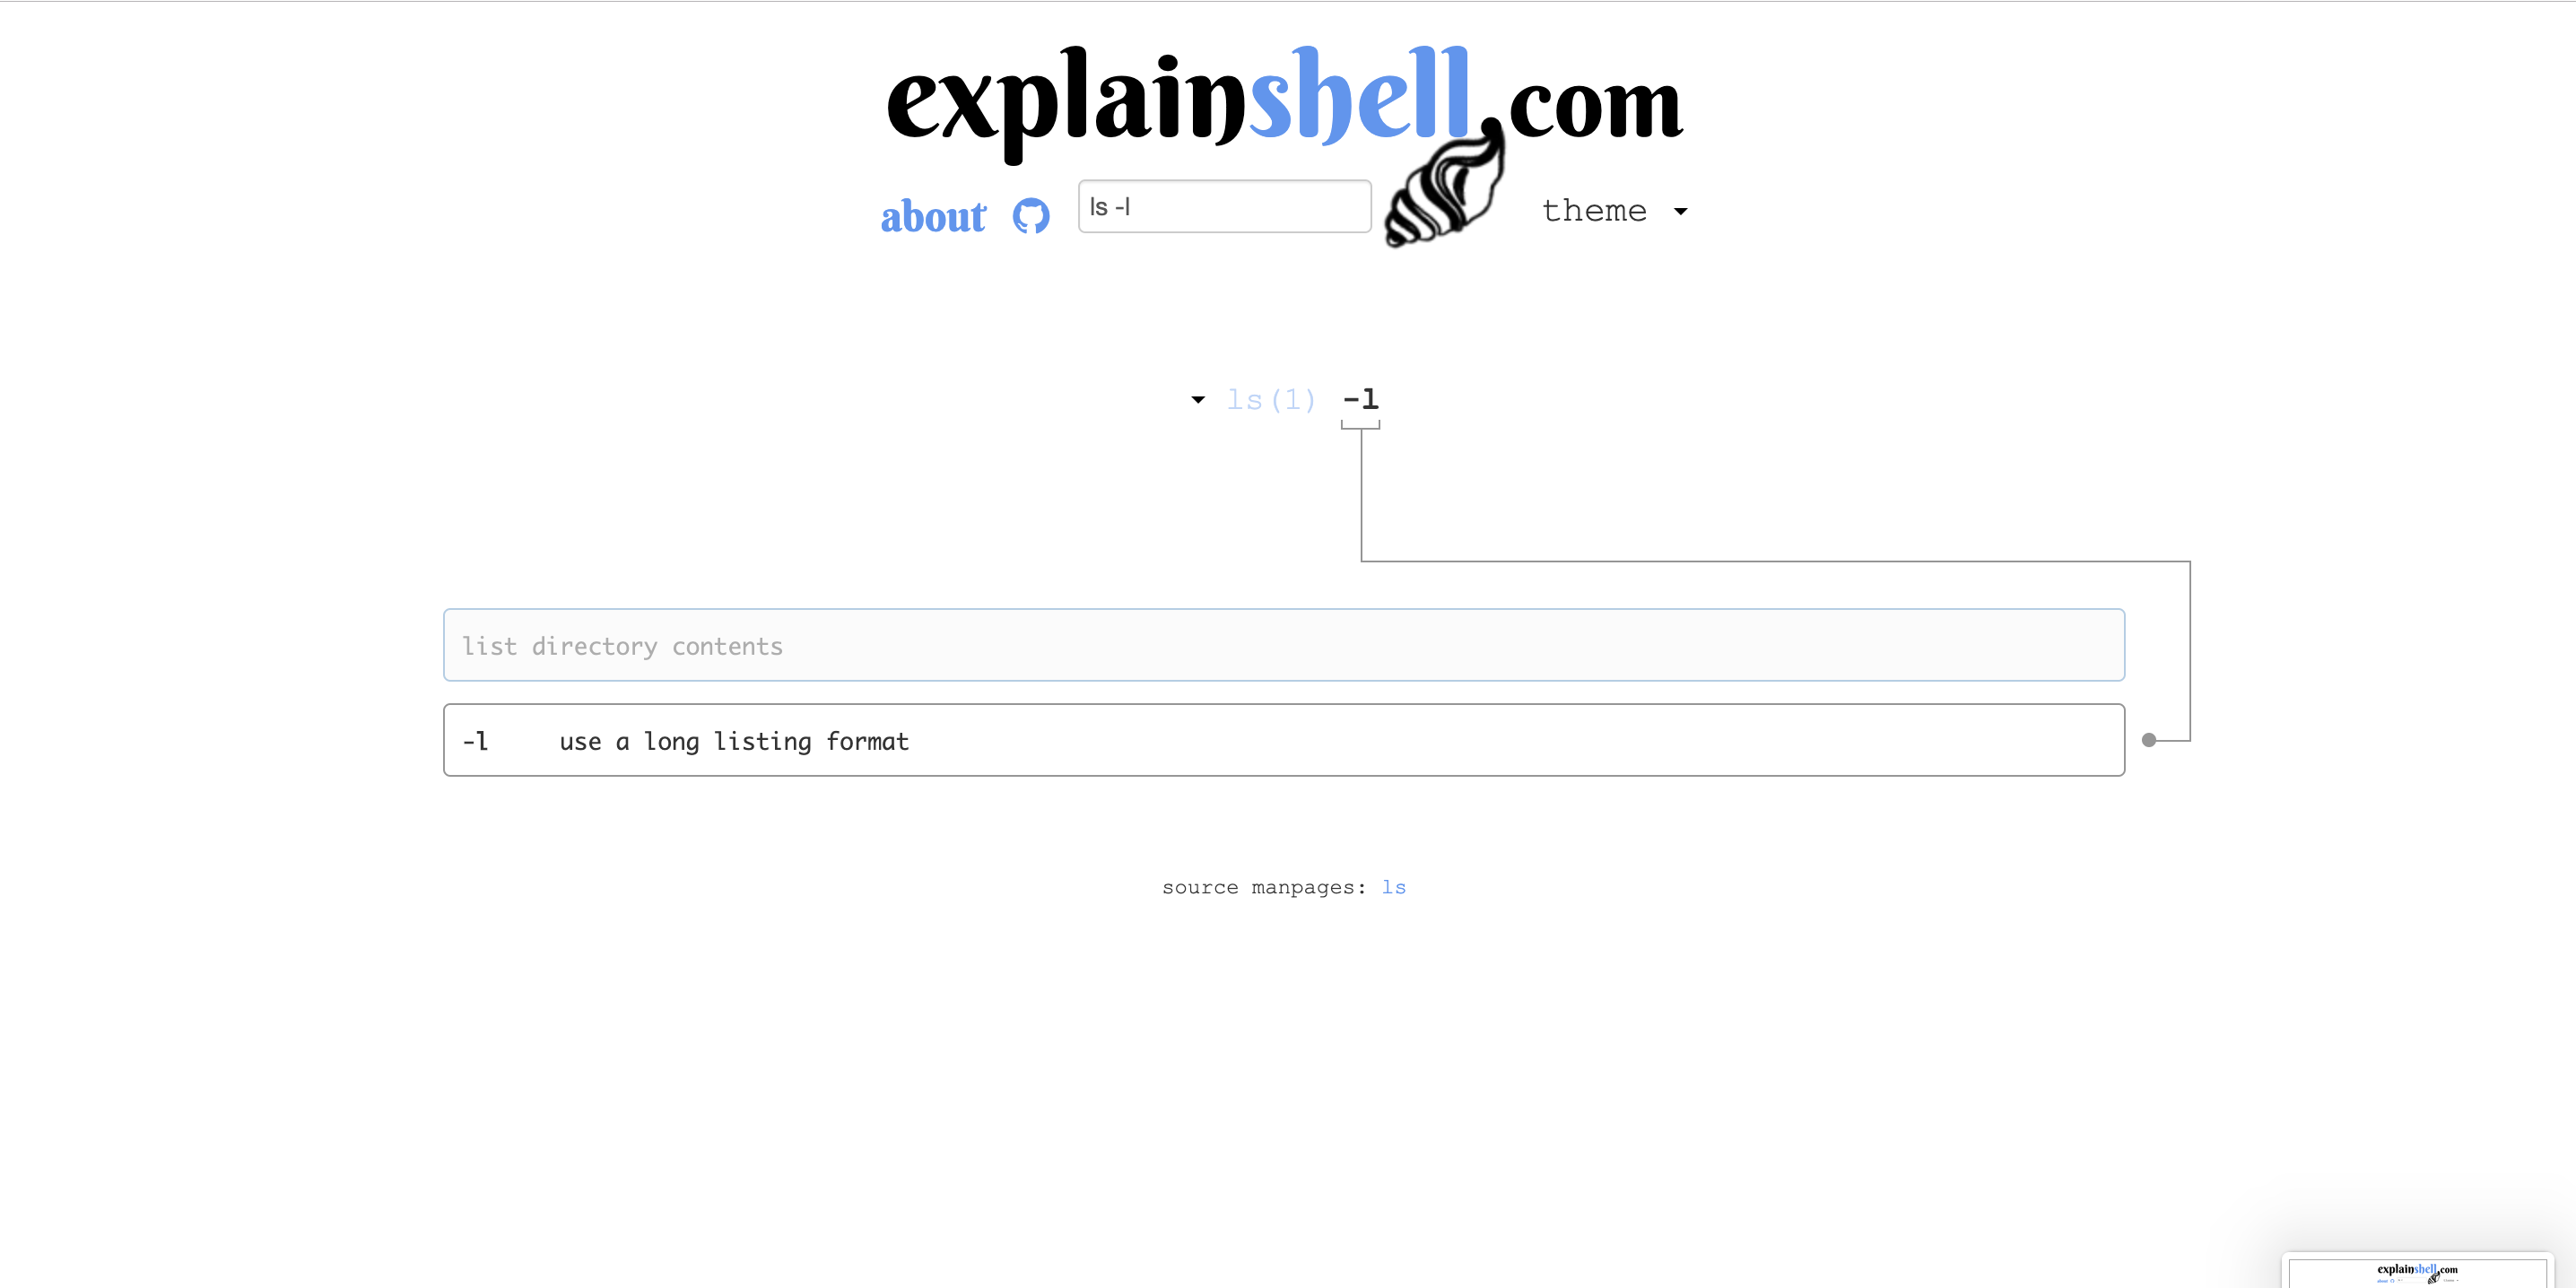 explainshell.com
about
ls -l
theme
ls(1) -l
list directory contents
-l use a long listing format
source manpages: ls
explainshell.com